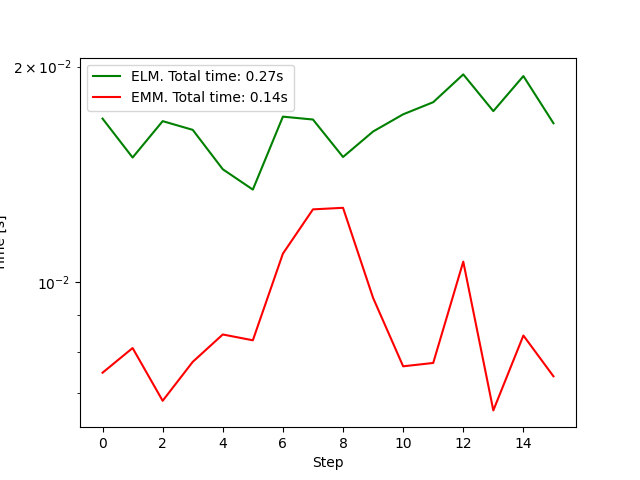 2 × 10⁻²
ELM. Total time: 0.27s
EMM. Total time: 0.14s
Time [s]
10⁻²
0 2 4 6 8 10 12 14
Step